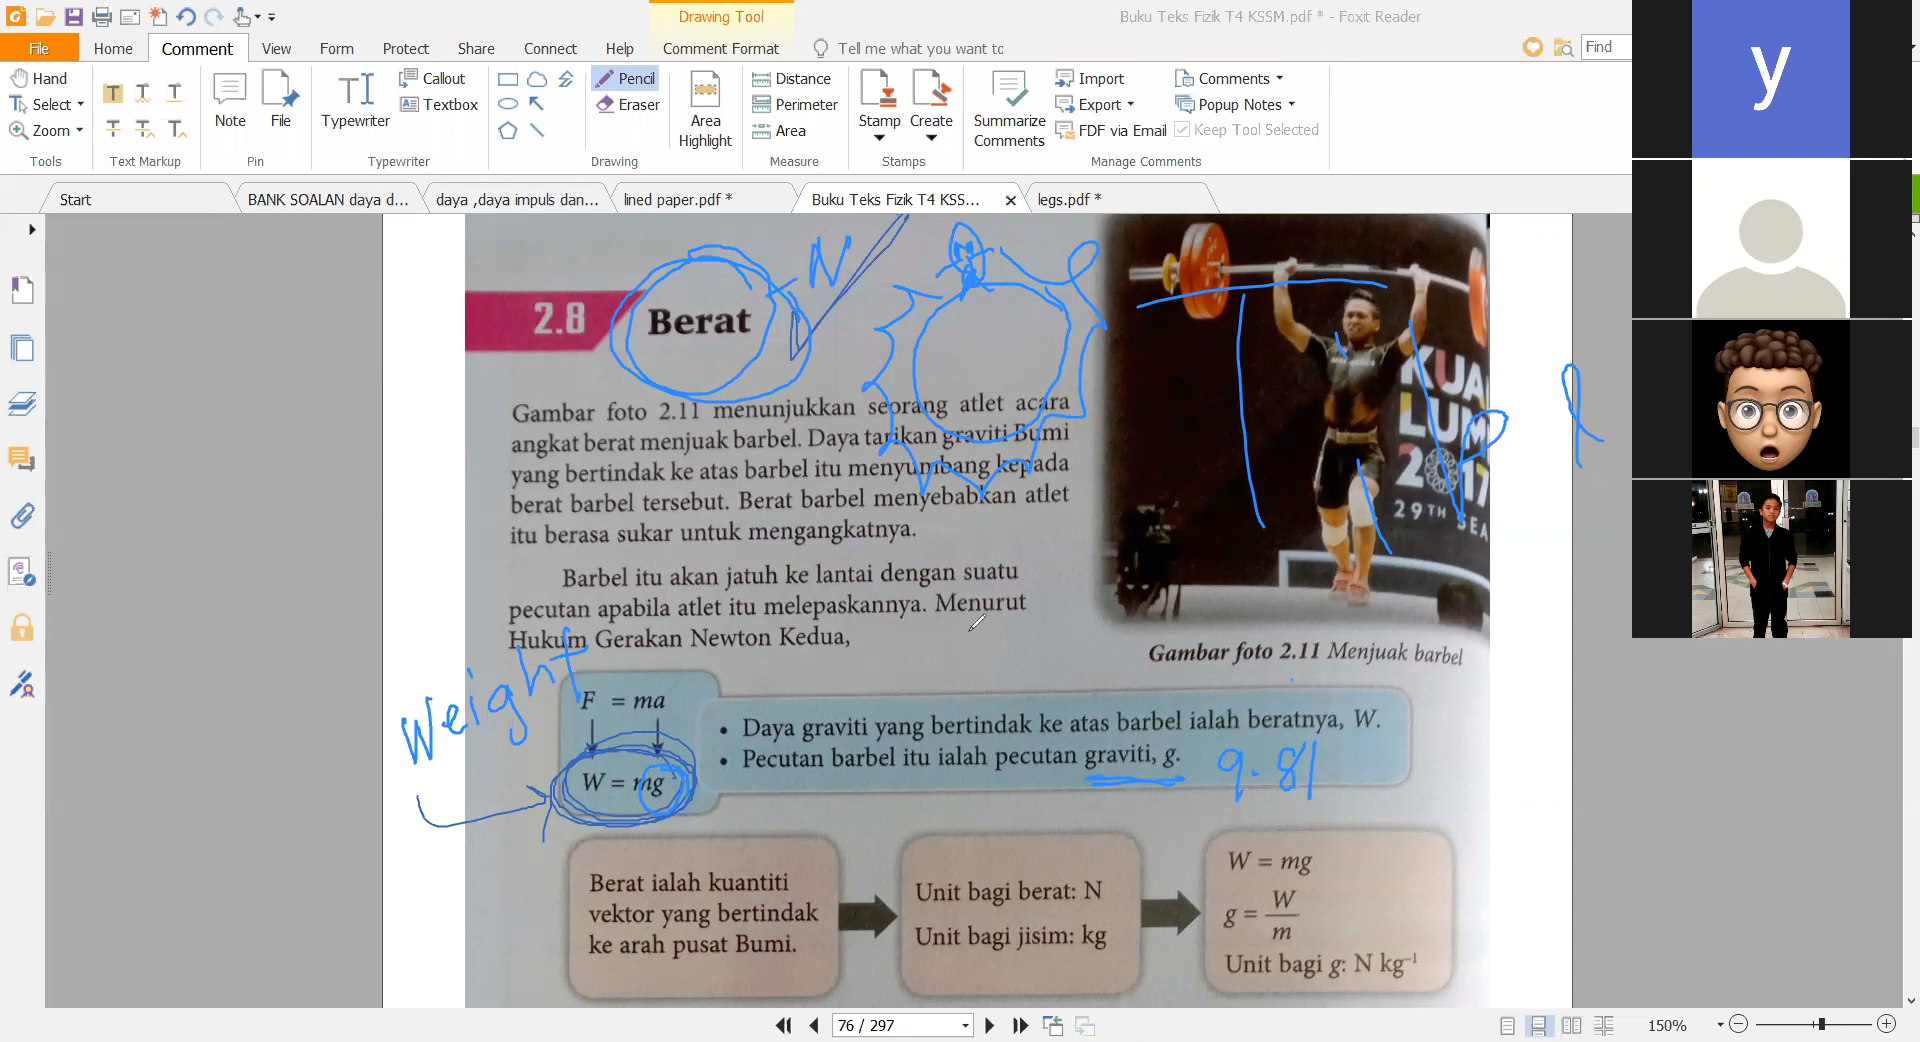 Drawing Tool
Buku Teks Fizik T4 KSSM.pdf * - Foxit Reader
File
Home
Comment
View
Form
Protect
Share
Connect
Help
Comment Format
Tell me what you want to
Find
Hand
Select
Zoom
Tools
Text Markup
Note
File
Pin
Typewriter
Callout
Textbox
Typewriter
Pencil
Eraser
Area Highlight
Drawing
Distance
Perimeter
Area
Measure
Stamp
Create
Stamps
Summarize Comments
Import
Export
FDF via Email
Comments
Popup Notes
Keep Tool Selected
Manage Comments
Start
BANK SOALAN daya d...
daya ,daya impuls dan...
lined paper.pdf *
Buku Teks Fizik T4 KSS...
legs.pdf *
y
N
2.8 Berat
Gambar foto 2.11 menunjukkan seorang atlet acara
angkat berat menjuak barbel. Daya tarikan graviti Bumi
yang bertindak ke atas barbel itu menyumbang kepada
berat barbel tersebut. Berat barbel menyebabkan atlet
itu berasa sukar untuk mengangkatnya.
Barbel itu akan jatuh ke lantai dengan suatu
pecutan apabila atlet itu melepaskannya. Menurut
Hukum Gerakan Newton Kedua,
KUA
LUM
2017
29TH SEA
Gambar foto 2.11 Menjuak barbel
Weight
F = ma
W = mg
• Daya graviti yang bertindak ke atas barbel ialah beratnya, W.
• Pecutan barbel itu ialah pecutan graviti, g.
9.81
Berat ialah kuantiti
vektor yang bertindak
ke arah pusat Bumi.
Unit bagi berat: N
Unit bagi jisim: kg
W = mg
g = W/m
Unit bagi g: N kg⁻¹
76 / 297
150%